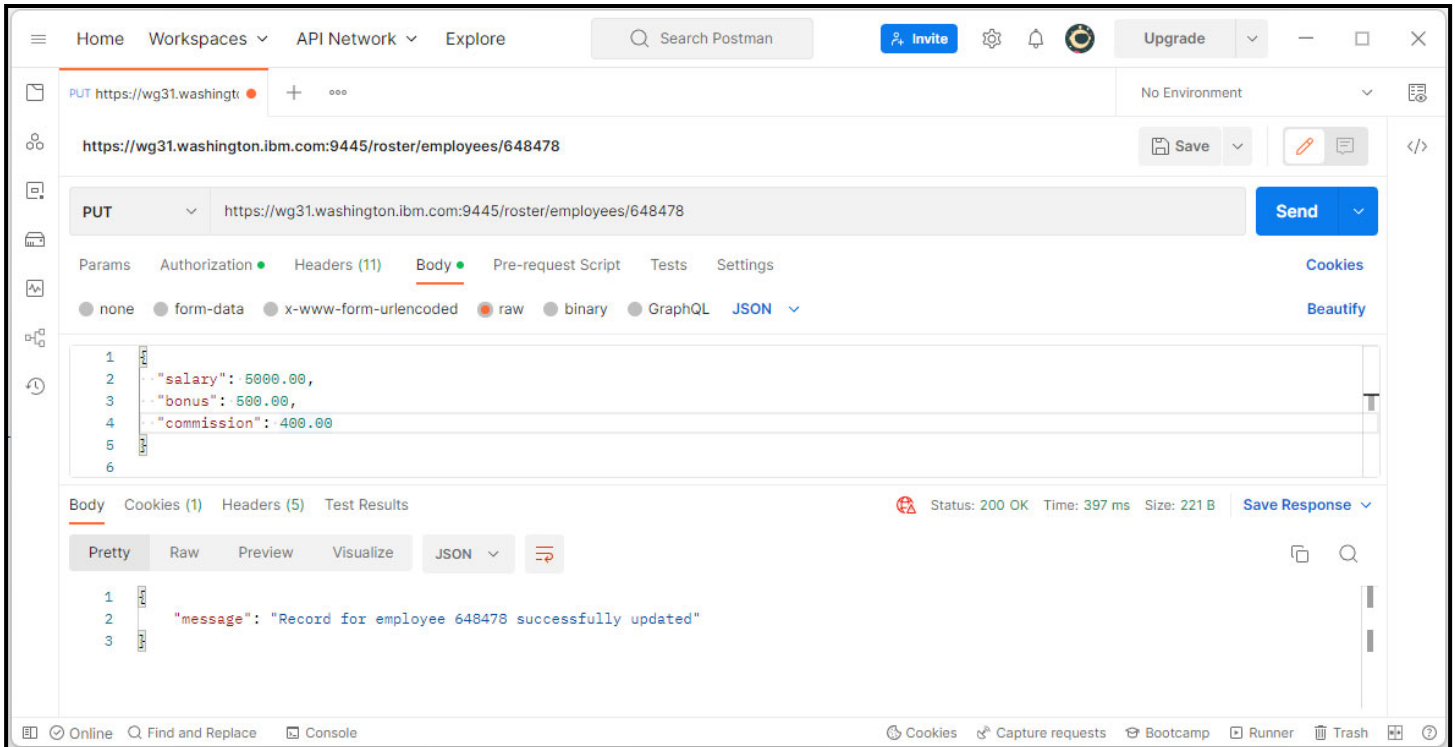 Home Workspaces API Network Explore Search Postman Invite Upgrade
PUT https://wg31.washingt No Environment
https://wg31.washington.ibm.com:9445/roster/employees/648478 Save </>
PUT https://wg31.washington.ibm.com:9445/roster/employees/648478 Send
Params Authorization Headers (11) Body Pre-request Script Tests Settings Cookies
none form-data x-www-form-urlencoded raw binary GraphQL JSON Beautify
1 {
2 "salary": 5000.00,
3 "bonus": 500.00,
4 "commission": 400.00
5 }
6
Body Cookies (1) Headers (5) Test Results Status: 200 OK Time: 397 ms Size: 221 B Save Response
Pretty Raw Preview Visualize JSON
1 {
2 "message": "Record for employee 648478 successfully updated"
3 }
Online Find and Replace Console Cookies Capture requests Bootcamp Runner Trash